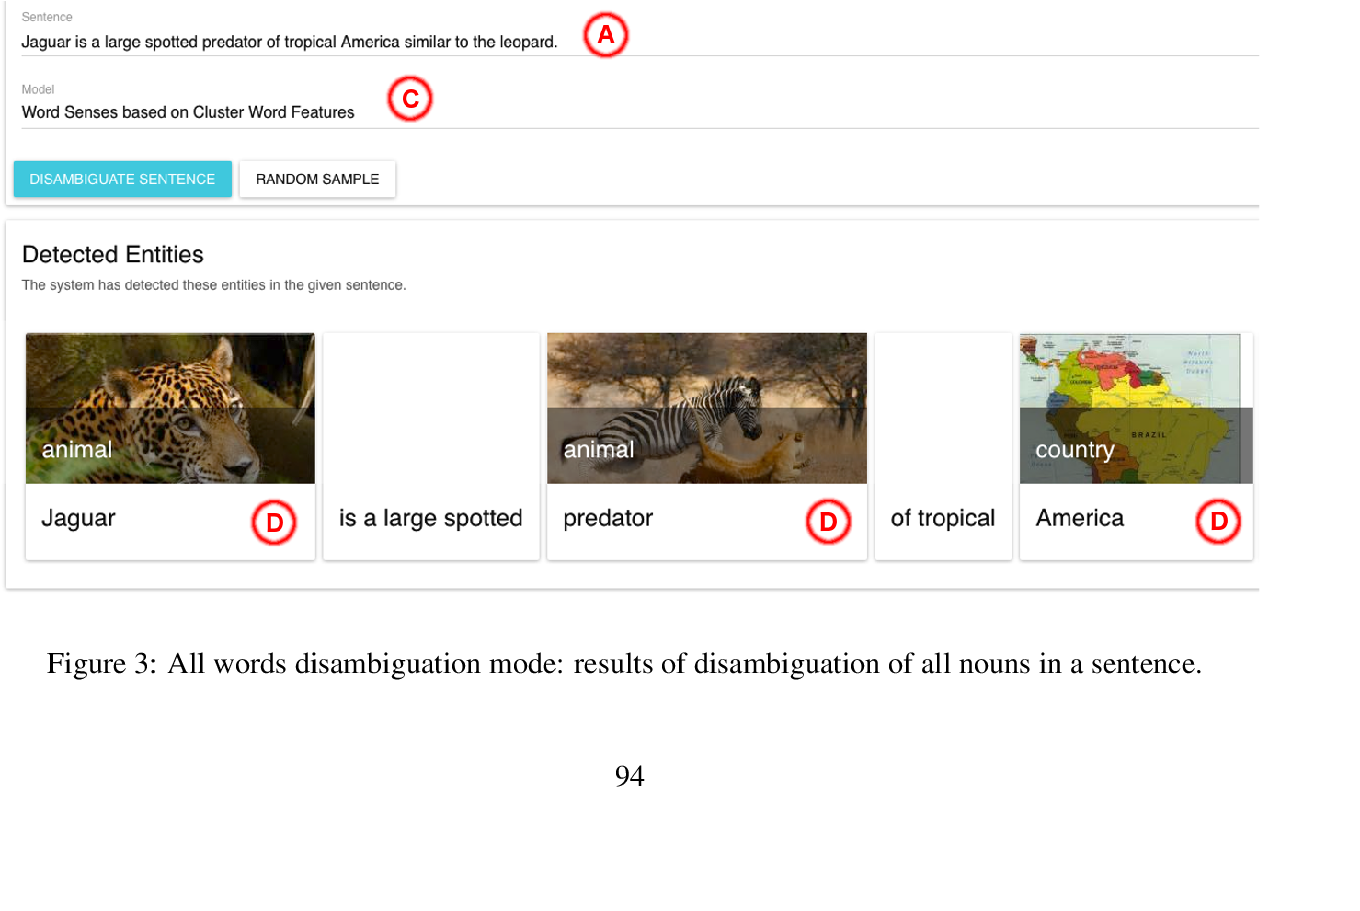 Sentence
Jaguar is a large spotted predator of tropical America similar to the leopard.
A
Model
Word Senses based on Cluster Word Features
C
DISAMBIGUATE SENTENCE RANDOM SAMPLE
Detected Entities
The system has detected these entities in the given sentence.
animal animal country
BRAZIL
Jaguar D is a large spotted predator D of tropical America D
Figure 3: All words disambiguation mode: results of disambiguation of all nouns in a sentence.
94